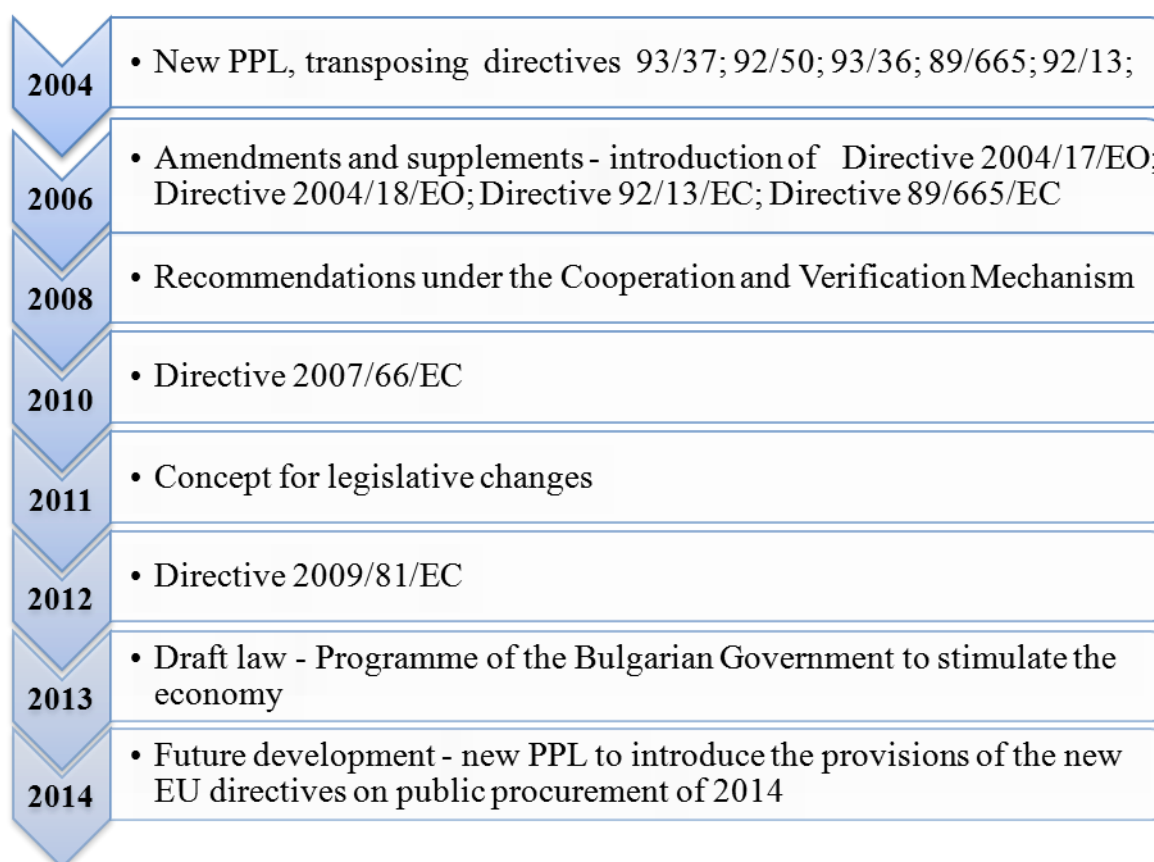 2004
• New PPL, transposing directives 93/37; 92/50; 93/36; 89/665; 92/13;
2006
• Amendments and supplements - introduction of Directive 2004/17/EO;
Directive 2004/18/EO; Directive 92/13/EC; Directive 89/665/EC
2008
• Recommendations under the Cooperation and Verification Mechanism
2010
• Directive 2007/66/EC
2011
• Concept for legislative changes
2012
• Directive 2009/81/EC
2013
• Draft law - Programme of the Bulgarian Government to stimulate the
economy
2014
• Future development - new PPL to introduce the provisions of the new
EU directives on public procurement of 2014